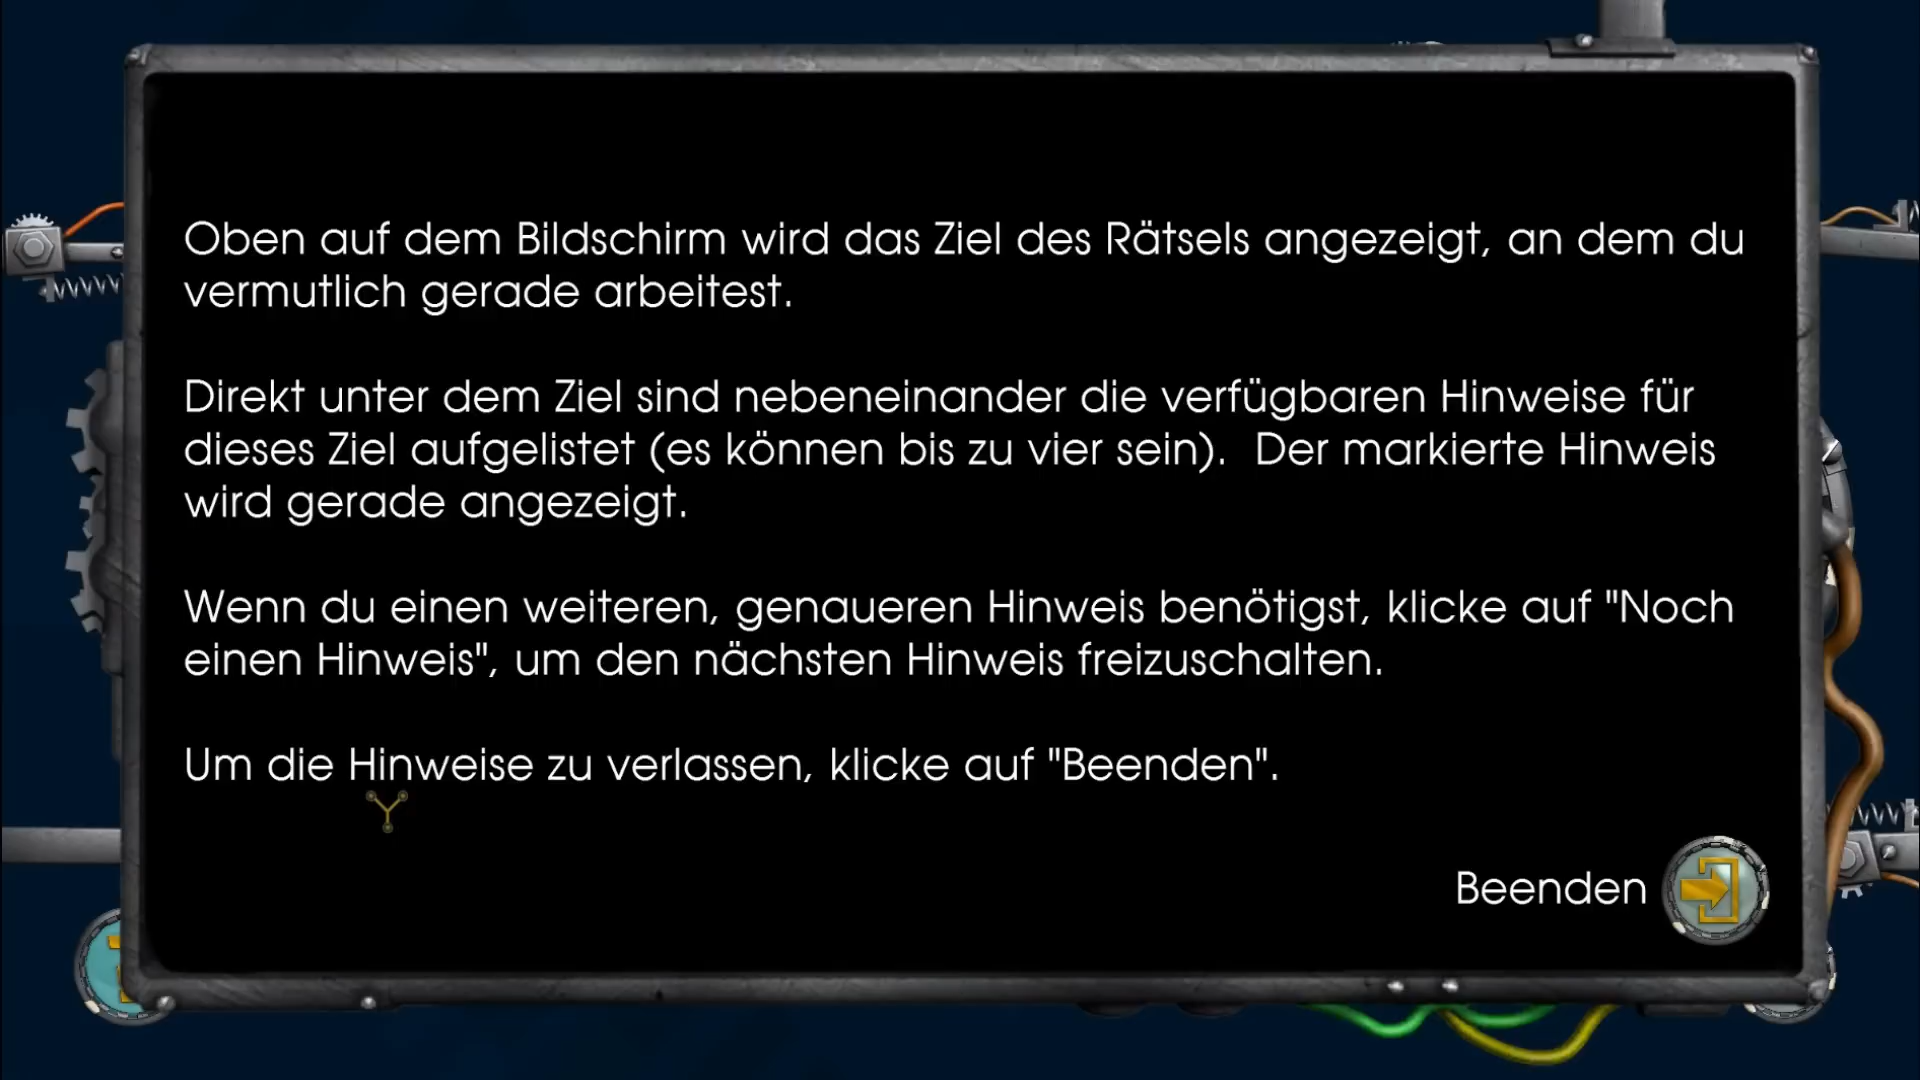 Oben auf dem Bildschirm wird das Ziel des Rätsels angezeigt, an dem du
vermutlich gerade arbeitest.
Direkt unter dem Ziel sind nebeneinander die verfügbaren Hinweise für
dieses Ziel aufgelistet (es können bis zu vier sein).  Der markierte Hinweis
wird gerade angezeigt.
Wenn du einen weiteren, genaueren Hinweis benötigst, klicke auf "Noch
einen Hinweis", um den nächsten Hinweis freizuschalten.
Um die Hinweise zu verlassen, klicke auf "Beenden".
Beenden